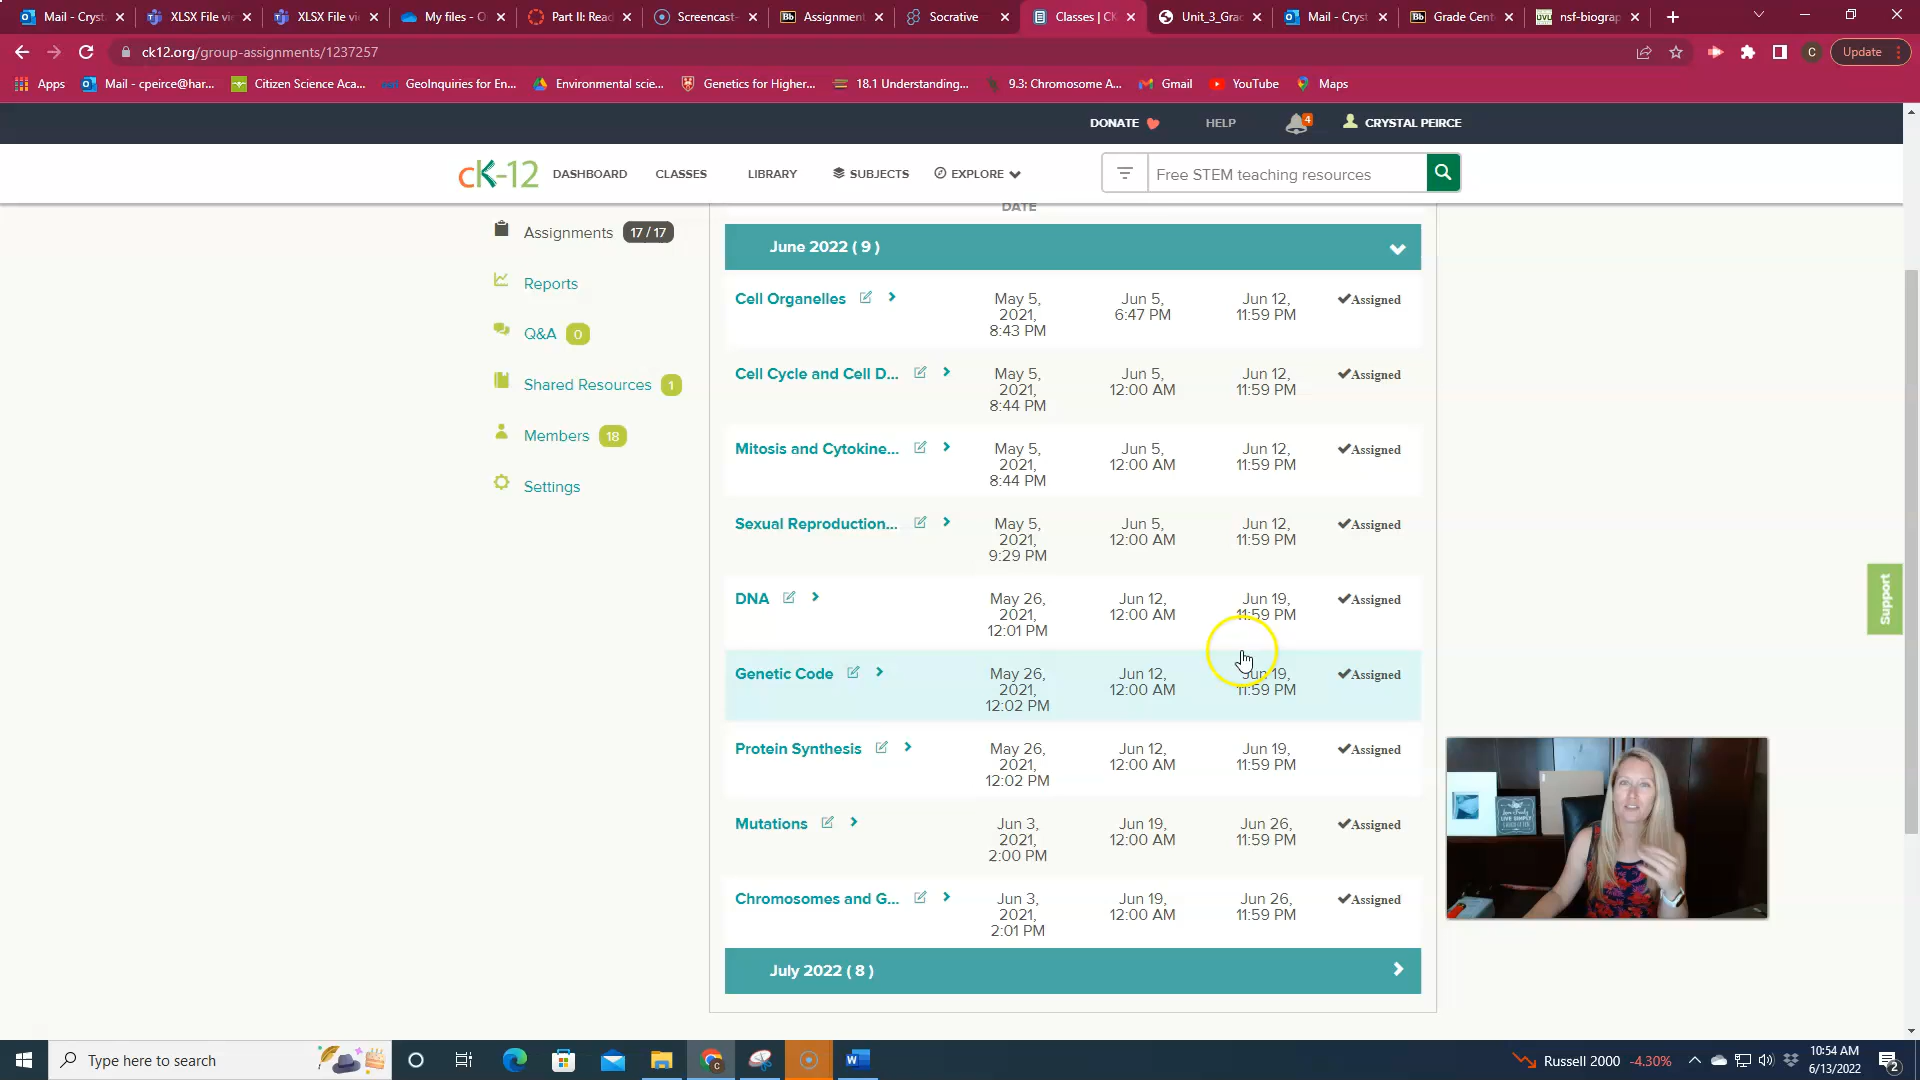 Mail - Cryst
XLSX File vi
XLSX File vi
My files - O
Part II: Read
Screencast-
Assignment
Socrative
Classes | CK
Unit_3_Grad
Mail - Cryst
Grade Cent
nsf-biograp
ck12.org/group-assignments/1237257
Update
Apps
Mail - cpeirce@har...
Citizen Science Aca...
GeoInquiries for En...
Environmental scie...
Genetics for Higher...
18.1 Understanding...
9.3: Chromosome A...
Gmail
YouTube
Maps
DONATE
HELP
4
CRYSTAL PEIRCE
cK-12
DASHBOARD
CLASSES
LIBRARY
SUBJECTS
EXPLORE
Free STEM teaching resources
DATE
Assignments 17 / 17
Reports
Q&A 0
Shared Resources 1
Members 18
Settings
June 2022 ( 9 )
Cell Organelles May 5, 2021, 8:43 PM Jun 5, 6:47 PM Jun 12, 11:59 PM Assigned
Cell Cycle and Cell D... May 5, 2021, 8:44 PM Jun 5, 12:00 AM Jun 12, 11:59 PM Assigned
Mitosis and Cytokine... May 5, 2021, 8:44 PM Jun 5, 12:00 AM Jun 12, 11:59 PM Assigned
Sexual Reproduction... May 5, 2021, 9:29 PM Jun 5, 12:00 AM Jun 12, 11:59 PM Assigned
DNA May 26, 2021, 12:01 PM Jun 12, 12:00 AM Jun 19, 11:59 PM Assigned
Genetic Code May 26, 2021, 12:02 PM Jun 12, 12:00 AM Jun 19, 11:59 PM Assigned
Protein Synthesis May 26, 2021, 12:02 PM Jun 12, 12:00 AM Jun 19, 11:59 PM Assigned
Mutations Jun 3, 2021, 2:00 PM Jun 19, 12:00 AM Jun 26, 11:59 PM Assigned
Chromosomes and G... Jun 3, 2021, 2:01 PM Jun 19, 12:00 AM Jun 26, 11:59 PM Assigned
July 2022 ( 8 )
Support
Type here to search
Russell 2000 -4.30%
10:54 AM
6/13/2022
2